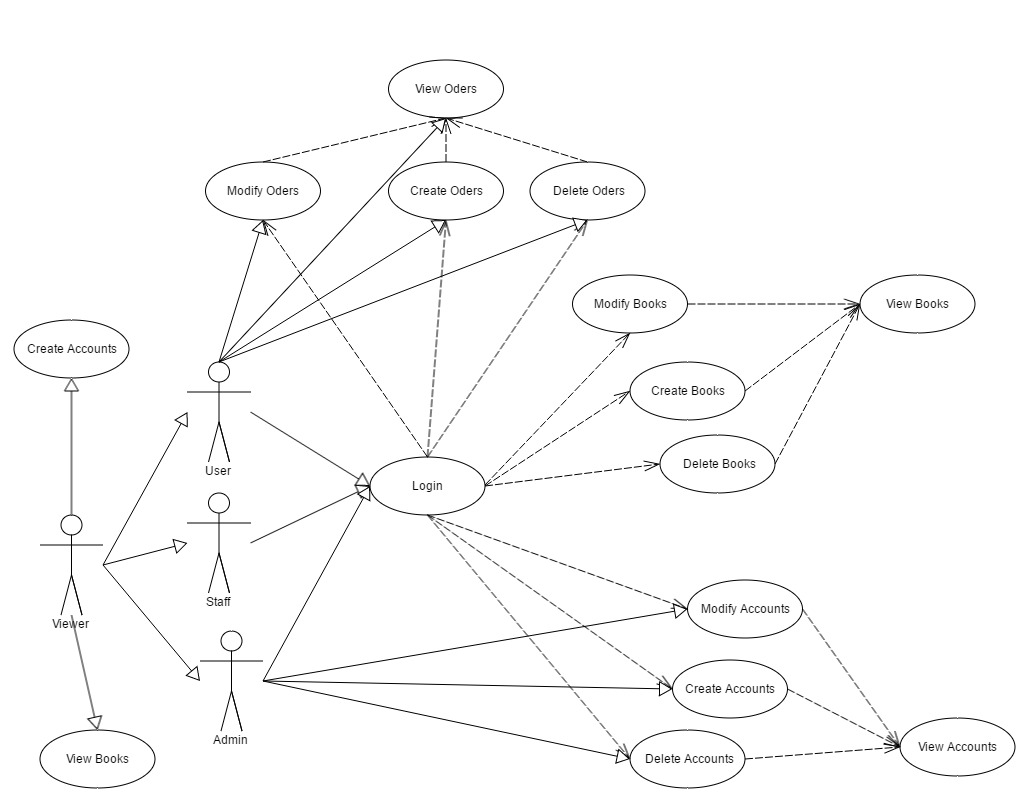 View Oders
Modify Oders
Create Oders
Delete Oders
Modify Books
View Books
Create Accounts
Create Books
User
Delete Books
Login
Staff
Modify Accounts
Viewer
Create Accounts
Admin
View Accounts
View Books
Delete Accounts